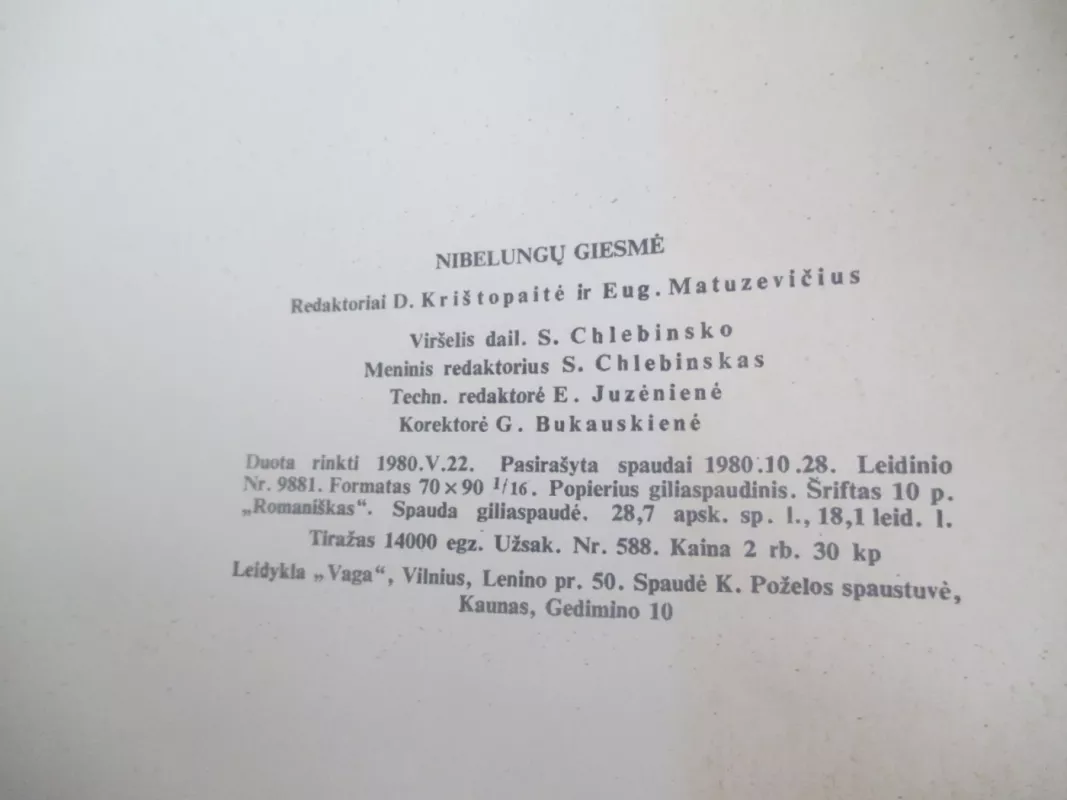 NIBELUNGŲ GIESMĖ
Redaktoriai D. Krištopaitė ir Eug. Matuzevičius
Viršelis dail. S. Chlebinsko
Meninis redaktorius S. Chlebinskas
Techn. redaktorė E. Juzėnienė
Korektorė G. Bukauskienė
Duota rinkti 1980.V.22. Pasirašyta spaudai 1980.10.28. Leidinio
Nr. 9881. Formatas 70×90 1/16. Popierius giliaspaudinis. Šriftas 10 p.
„Romaniškas“. Spauda giliaspaudė. 28,7 apsk. sp. l., 18,1 leid. l.
Tiražas 14000 egz. Užsak. Nr. 588. Kaina 2 rb. 30 kp
Leidykla „Vaga“, Vilnius, Lenino pr. 50. Spaudė K. Poželos spaustuvė,
Kaunas, Gedimino 10